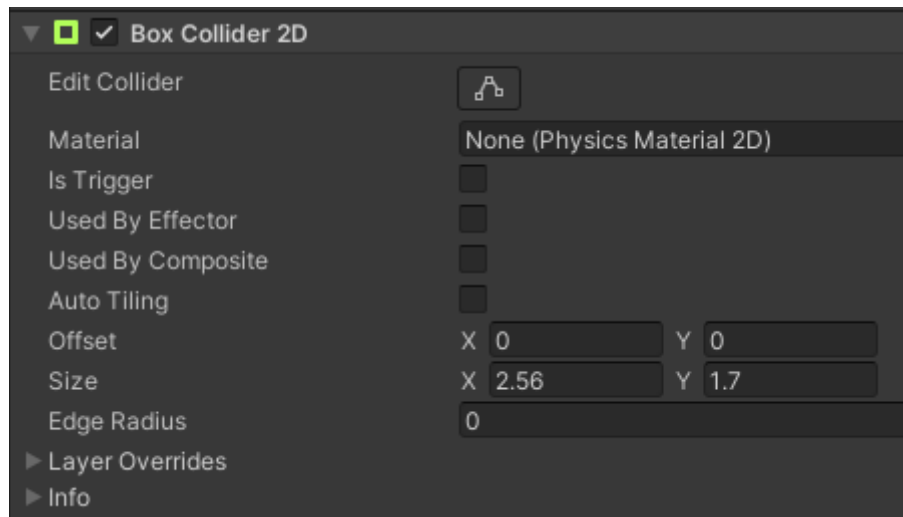 Box Collider 2D
Edit Collider
Material None (Physics Material 2D)
Is Trigger
Used By Effector
Used By Composite
Auto Tiling
Offset X 0 Y 0
Size X 2.56 Y 1.7
Edge Radius 0
Layer Overrides
Info